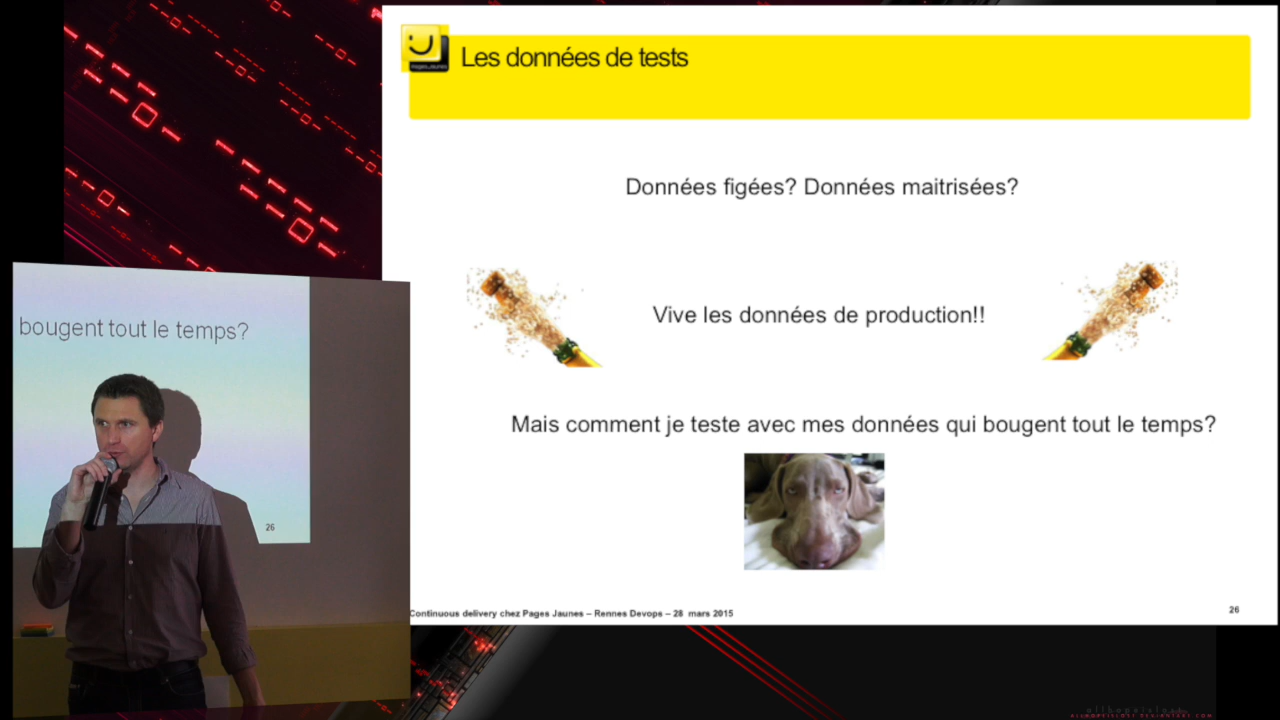 Les données de tests
Données figées? Données maitrisées?
Vive les données de production!!
Mais comment je teste avec mes données qui bougent tout le temps?
Continuous delivery chez Pages Jaunes – Rennes Devops – 28 mars 2015
26
bougent tout le temps?
26